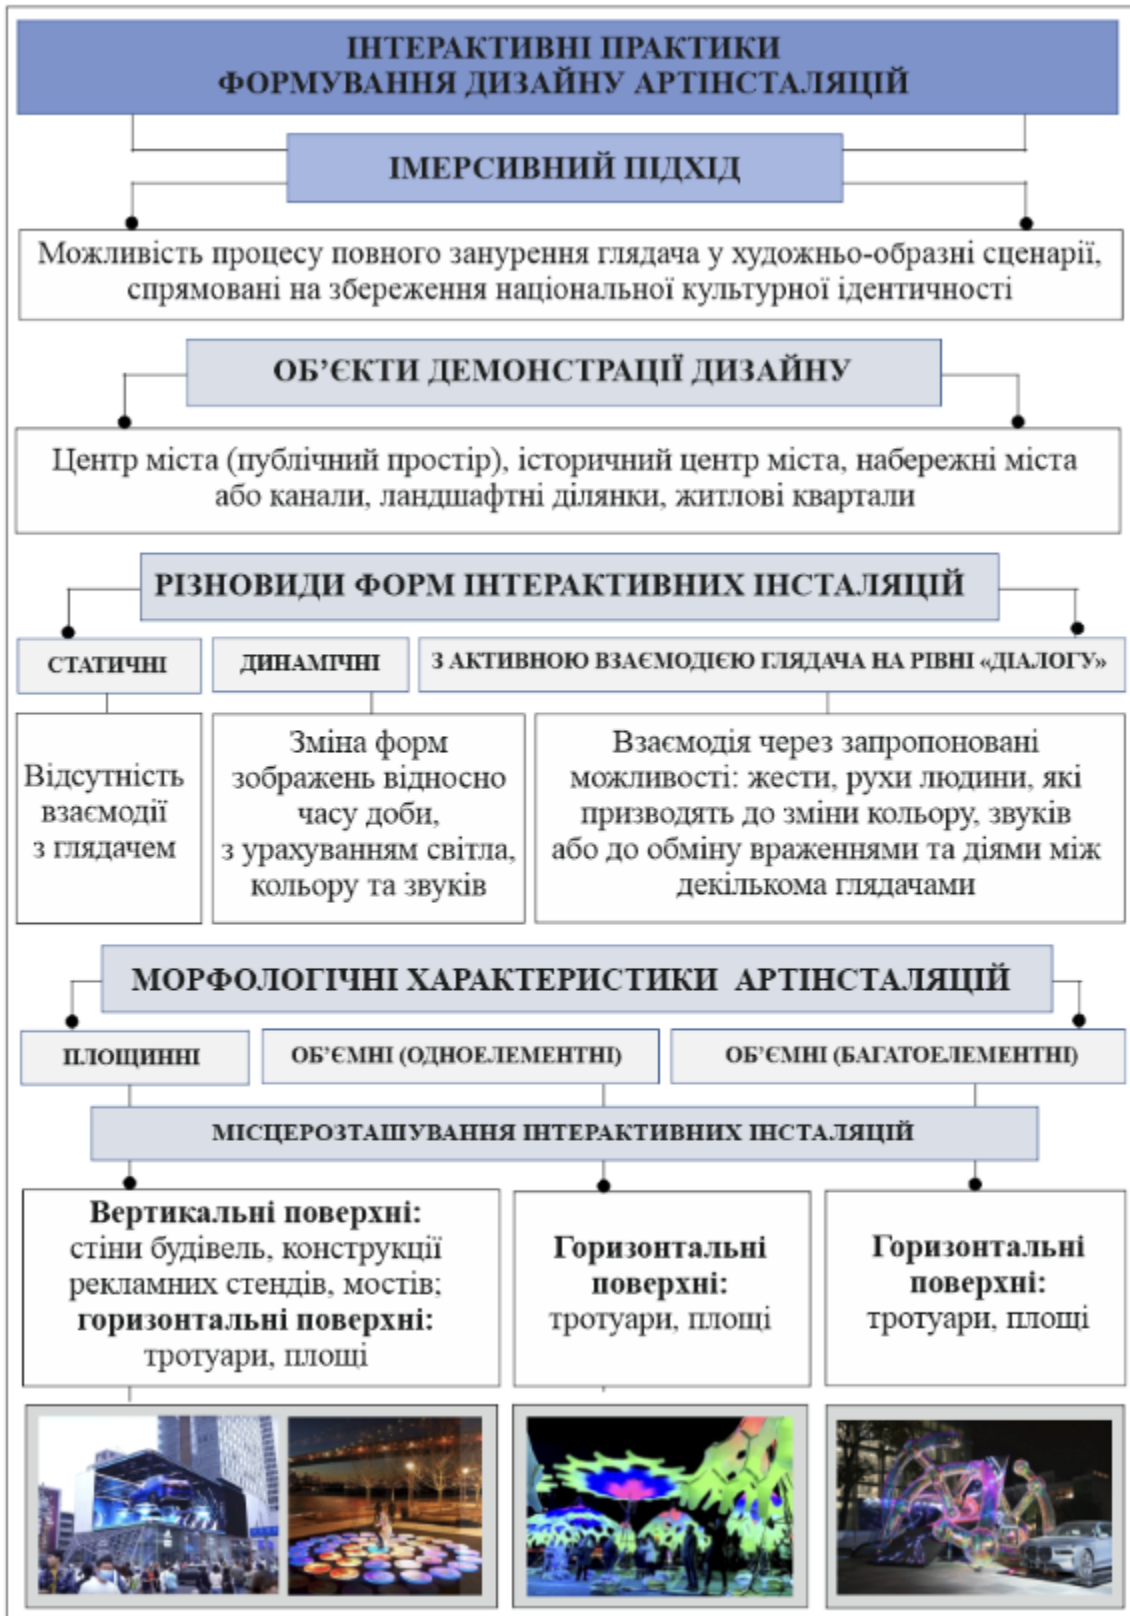 ІНТЕРАКТИВНІ ПРАКТИКИ
ФОРМУВАННЯ ДИЗАЙНУ АРТІНСТАЛЯЦІЙ
ІМЕРСИВНИЙ ПІДХІД
Можливість процесу повного занурення глядача у художньо-образні сценарії,
спрямовані на збереження національної культурної ідентичності
ОБ’ЄКТИ ДЕМОНСТРАЦІЇ ДИЗАЙНУ
Центр міста (публічний простір), історичний центр міста, набережні міста
або канали, ландшафтні ділянки, житлові квартали
РІЗНОВИДИ ФОРМ ІНТЕРАКТИВНИХ ІНСТАЛЯЦІЙ
СТАТИЧНІ
Відсутність
взаємодії
з глядачем
ДИНАМІЧНІ
Зміна форм
зображень відносно
часу доби,
з урахуванням світла,
кольору та звуків
З АКТИВНОЮ ВЗАЄМОДІЄЮ ГЛЯДАЧА НА РІВНІ «ДІАЛОГУ»
Взаємодія через запропоновані
можливості: жести, рухи людини, які
призводять до зміни кольору, звуків
або до обміну враженнями та діями між
декількома глядачами
МОРФОЛОГІЧНІ ХАРАКТЕРИСТИКИ АРТІНСТАЛЯЦІЙ
ПЛОЩИННІ
ОБ’ЄМНІ (ОДНОЕЛЕМЕНТНІ)
ОБ’ЄМНІ (БАГАТОЕЛЕМЕНТНІ)
МІСЦЕРОЗТАШУВАННЯ ІНТЕРАКТИВНИХ ІНСТАЛЯЦІЙ
Вертикальні поверхні:
стіни будівель, конструкції
рекламних стендів, мостів;
горизонтальні поверхні:
тротуари, площі
Горизонтальні
поверхні:
тротуари, площі
Горизонтальні
поверхні:
тротуари, площі